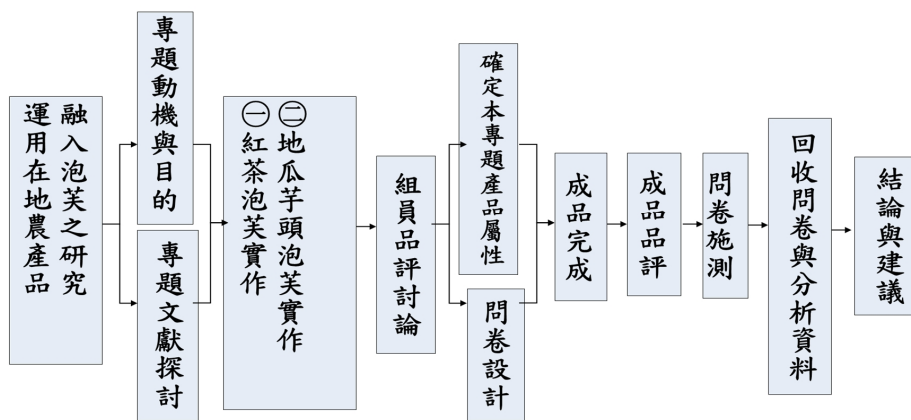 運用在地農產品
融入泡芙之研究
專題動機與目的
專題文獻探討
㊀紅茶泡芙實作
㊁地瓜芋頭泡芙實作
組員品評討論
確定本專題產品屬性
問卷設計
成品完成
成品品評
問卷施測
回收問卷與分析資料
結論與建議